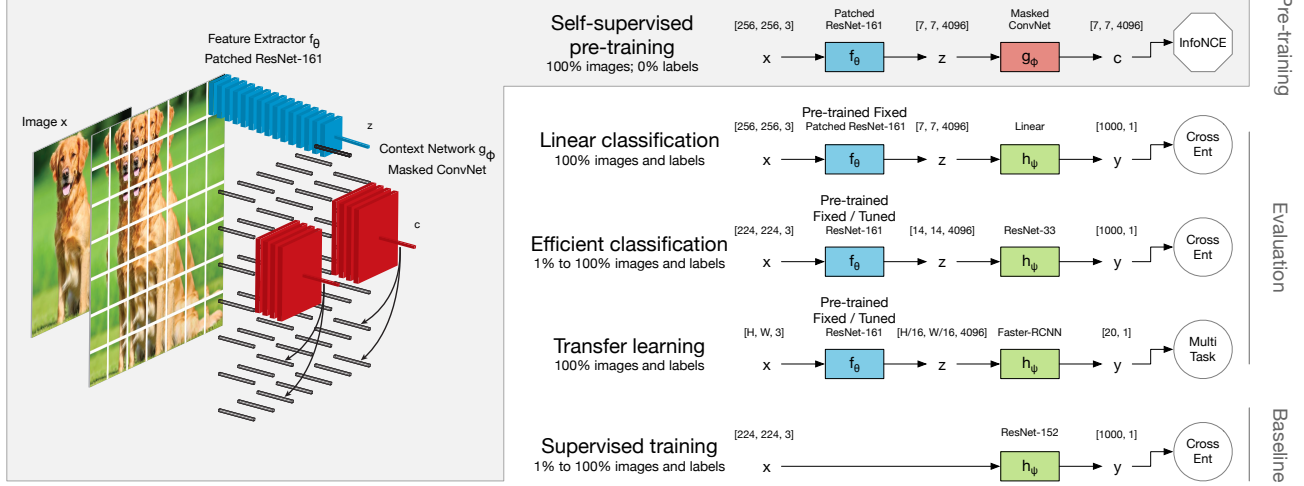 Feature Extractor fθ
Patched ResNet-161
Image x
z
Context Network gϕ
Masked ConvNet
c
Self-supervised
pre-training
100% images; 0% labels
[256, 256, 3]
Patched
ResNet-161
[7, 7, 4096]
Masked
ConvNet
[7, 7, 4096]
x
fθ
z
gϕ
c
InfoNCE
Pre-training
Linear classification
100% images and labels
[256, 256, 3]
Pre-trained Fixed
Patched ResNet-161
[7, 7, 4096]
Linear
[1000, 1]
x
fθ
z
hψ
y
Cross
Ent
Efficient classification
1% to 100% images and labels
[224, 224, 3]
Pre-trained
Fixed / Tuned
ResNet-161
[14, 14, 4096]
ResNet-33
[1000, 1]
x
fθ
z
hψ
y
Cross
Ent
Evaluation
Transfer learning
100% images and labels
[H, W, 3]
Pre-trained
Fixed / Tuned
ResNet-161
[H/16, W/16, 4096]
Faster-RCNN
[20, 1]
x
fθ
z
hψ
y
Multi
Task
Supervised training
1% to 100% images and labels
[224, 224, 3]
ResNet-152
[1000, 1]
x
hψ
y
Cross
Ent
Baseline